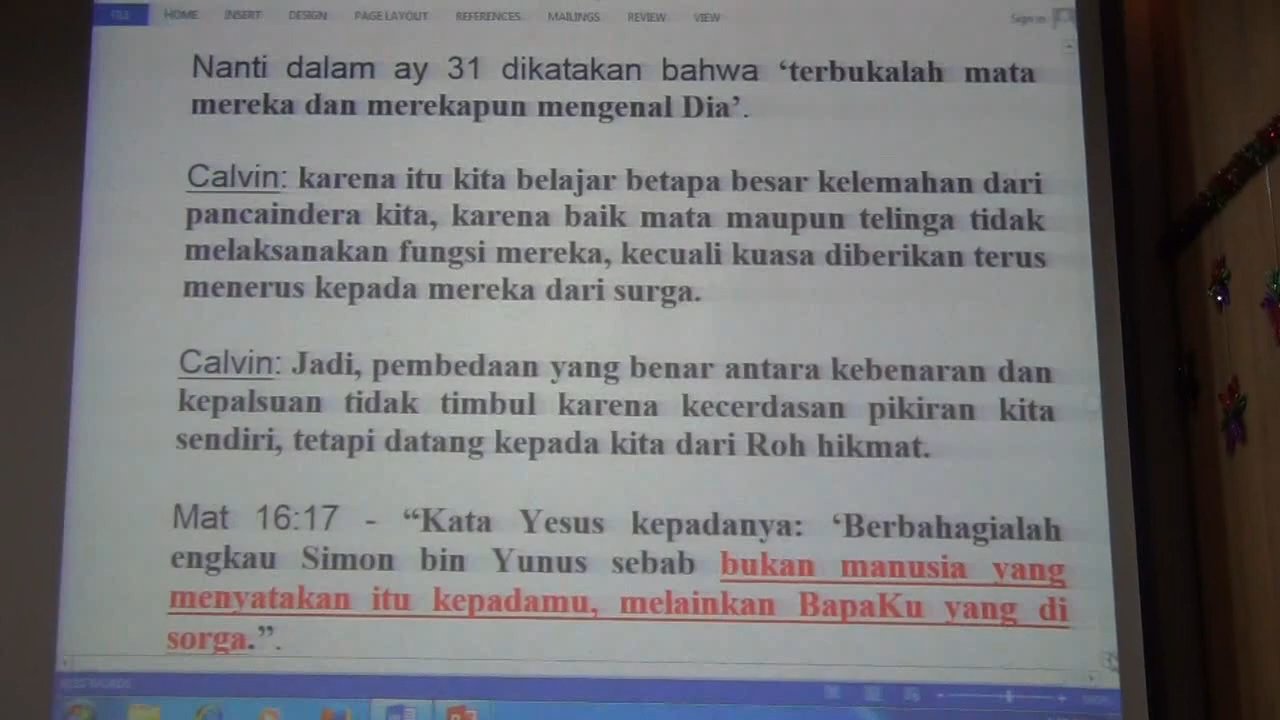 FILE HOME INSERT DESIGN PAGE LAYOUT REFERENCES MAILINGS REVIEW VIEW Sign in
Nanti dalam ay 31 dikatakan bahwa ‘terbukalah mata
mereka dan merekapun mengenal Dia’.
Calvin: karena itu kita belajar betapa besar kelemahan dari
pancaindera kita, karena baik mata maupun telinga tidak
melaksanakan fungsi mereka, kecuali kuasa diberikan terus
menerus kepada mereka dari surga.
Calvin: Jadi, pembedaan yang benar antara kebenaran dan
kepalsuan tidak timbul karena kecerdasan pikiran kita
sendiri, tetapi datang kepada kita dari Roh hikmat.
Mat 16:17 - “Kata Yesus kepadanya: ‘Berbahagialah
engkau Simon bin Yunus sebab bukan manusia yang
menyatakan itu kepadamu, melainkan BapaKu yang di
sorga.”.